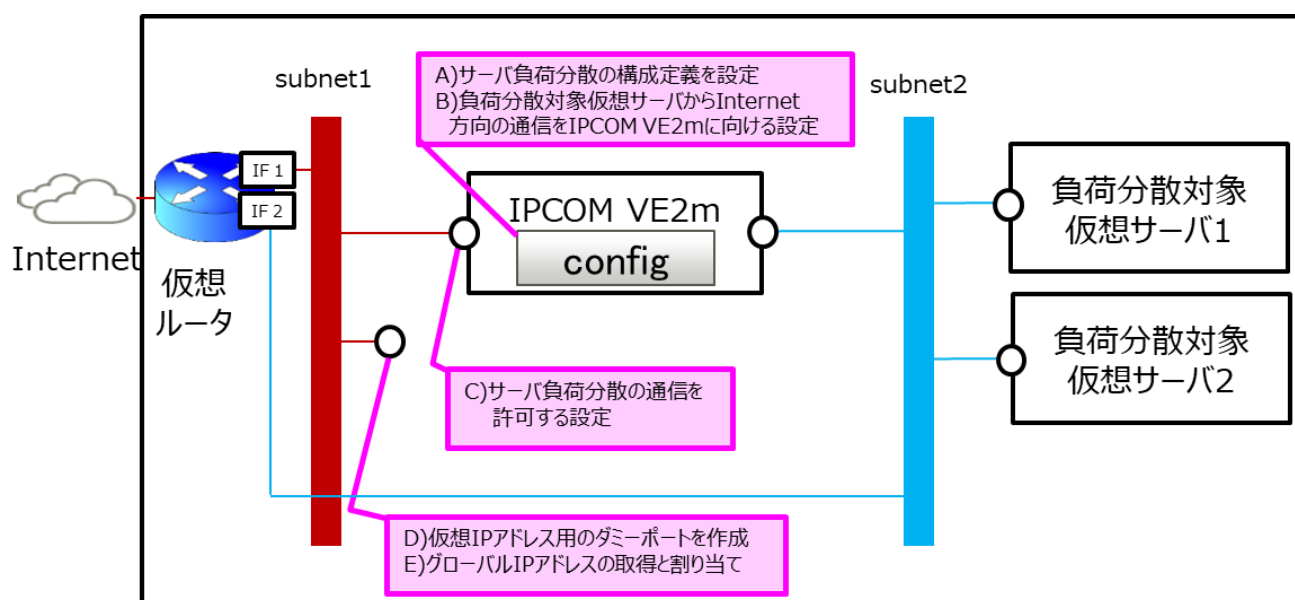 subnet1
A)サーバ負荷分散の構成定義を設定
B)負荷分散対象仮想サーバからInternet
方向の通信をIPCOM VE2mに向ける設定
subnet2
IF 1
IF 2
Internet
仮想
ルータ
IPCOM VE2m
config
負荷分散対象
仮想サーバ1
負荷分散対象
仮想サーバ2
C)サーバ負荷分散の通信を
許可する設定
D)仮想IPアドレス用のダミーポートを作成
E)グローバルIPアドレスの取得と割り当て